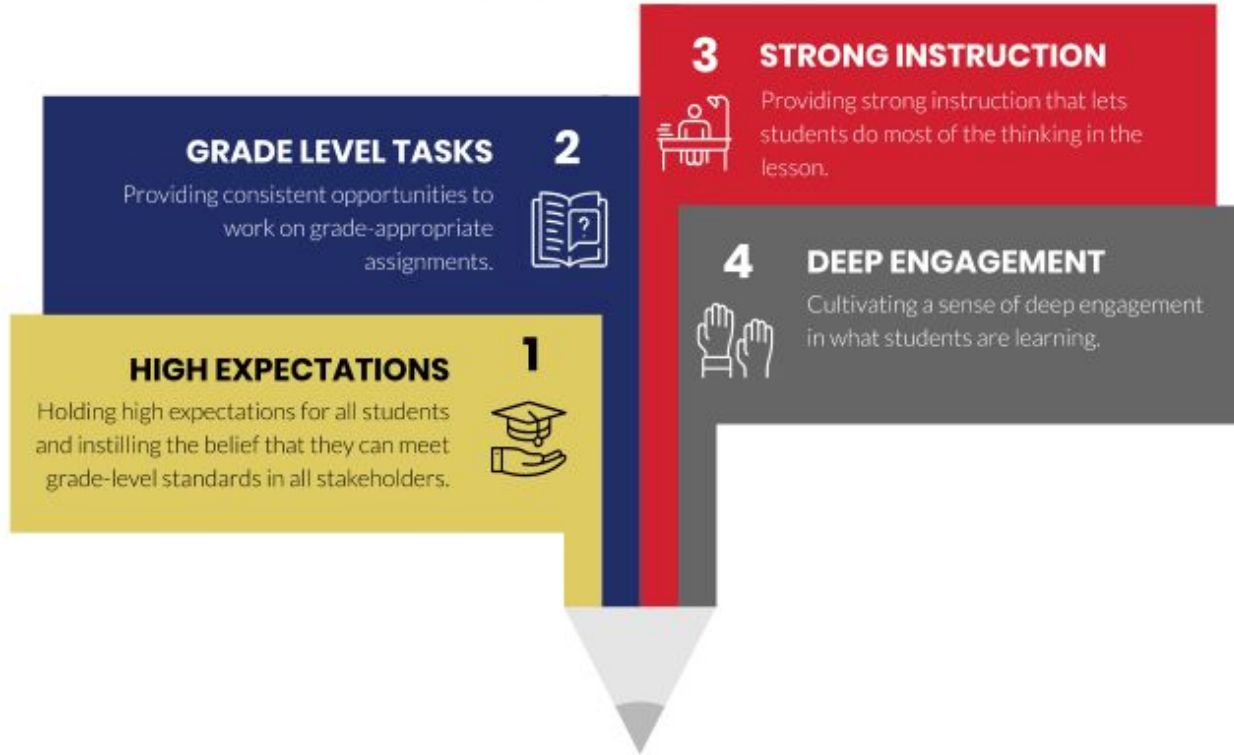 1
HIGH EXPECTATIONS
Holding high expectations for all students
and instilling the belief that they can meet
grade-level standards in all stakeholders.
2
GRADE LEVEL TASKS
Providing consistent opportunities to
work on grade-appropriate
assignments.
?
3
STRONG INSTRUCTION
Providing strong instruction that lets
students do most of the thinking in the
lesson.
4
DEEP ENGAGEMENT
Cultivating a sense of deep engagement
in what students are learning.